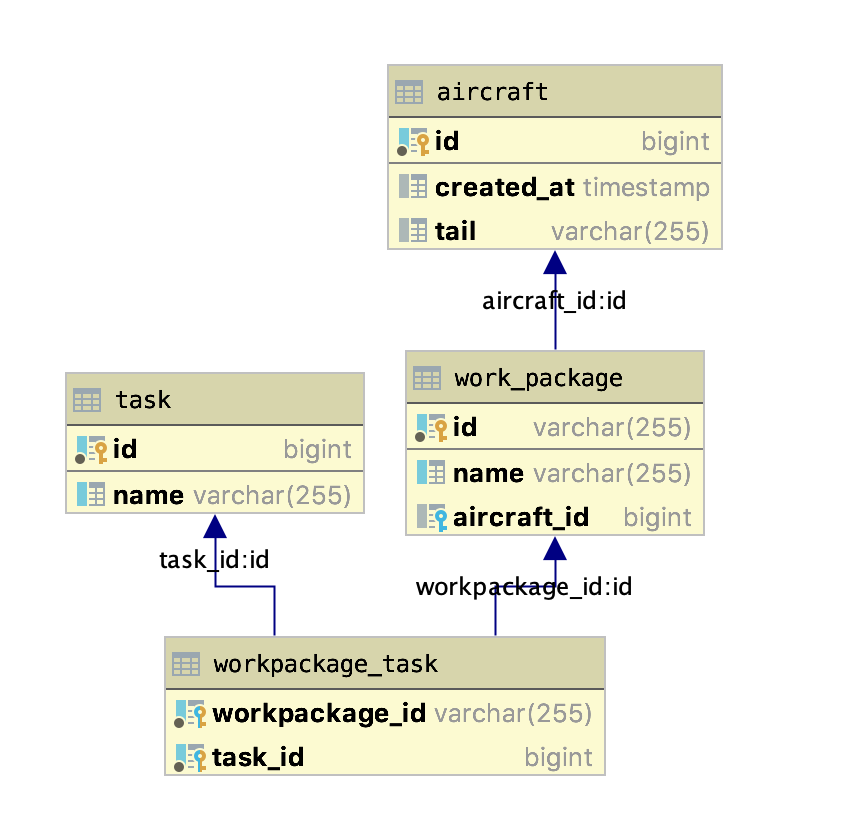 aircraft
id bigint
created_at timestamp
tail varchar(255)
aircraft_id:id
work_package
id varchar(255)
name varchar(255)
aircraft_id bigint
task
id bigint
name varchar(255)
task_id:id
workpackage_id:id
workpackage_task
workpackage_id varchar(255)
task_id bigint